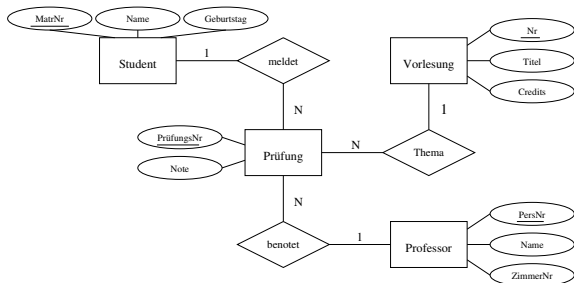 MatrNr
Name
Geburtstag
Student
1
meldet
N
Vorlesung
Nr
Titel
Credits
1
PrüfungsNr
Note
Prüfung
N
Thema
N
benotet
1
Professor
PersNr
Name
ZimmerNr